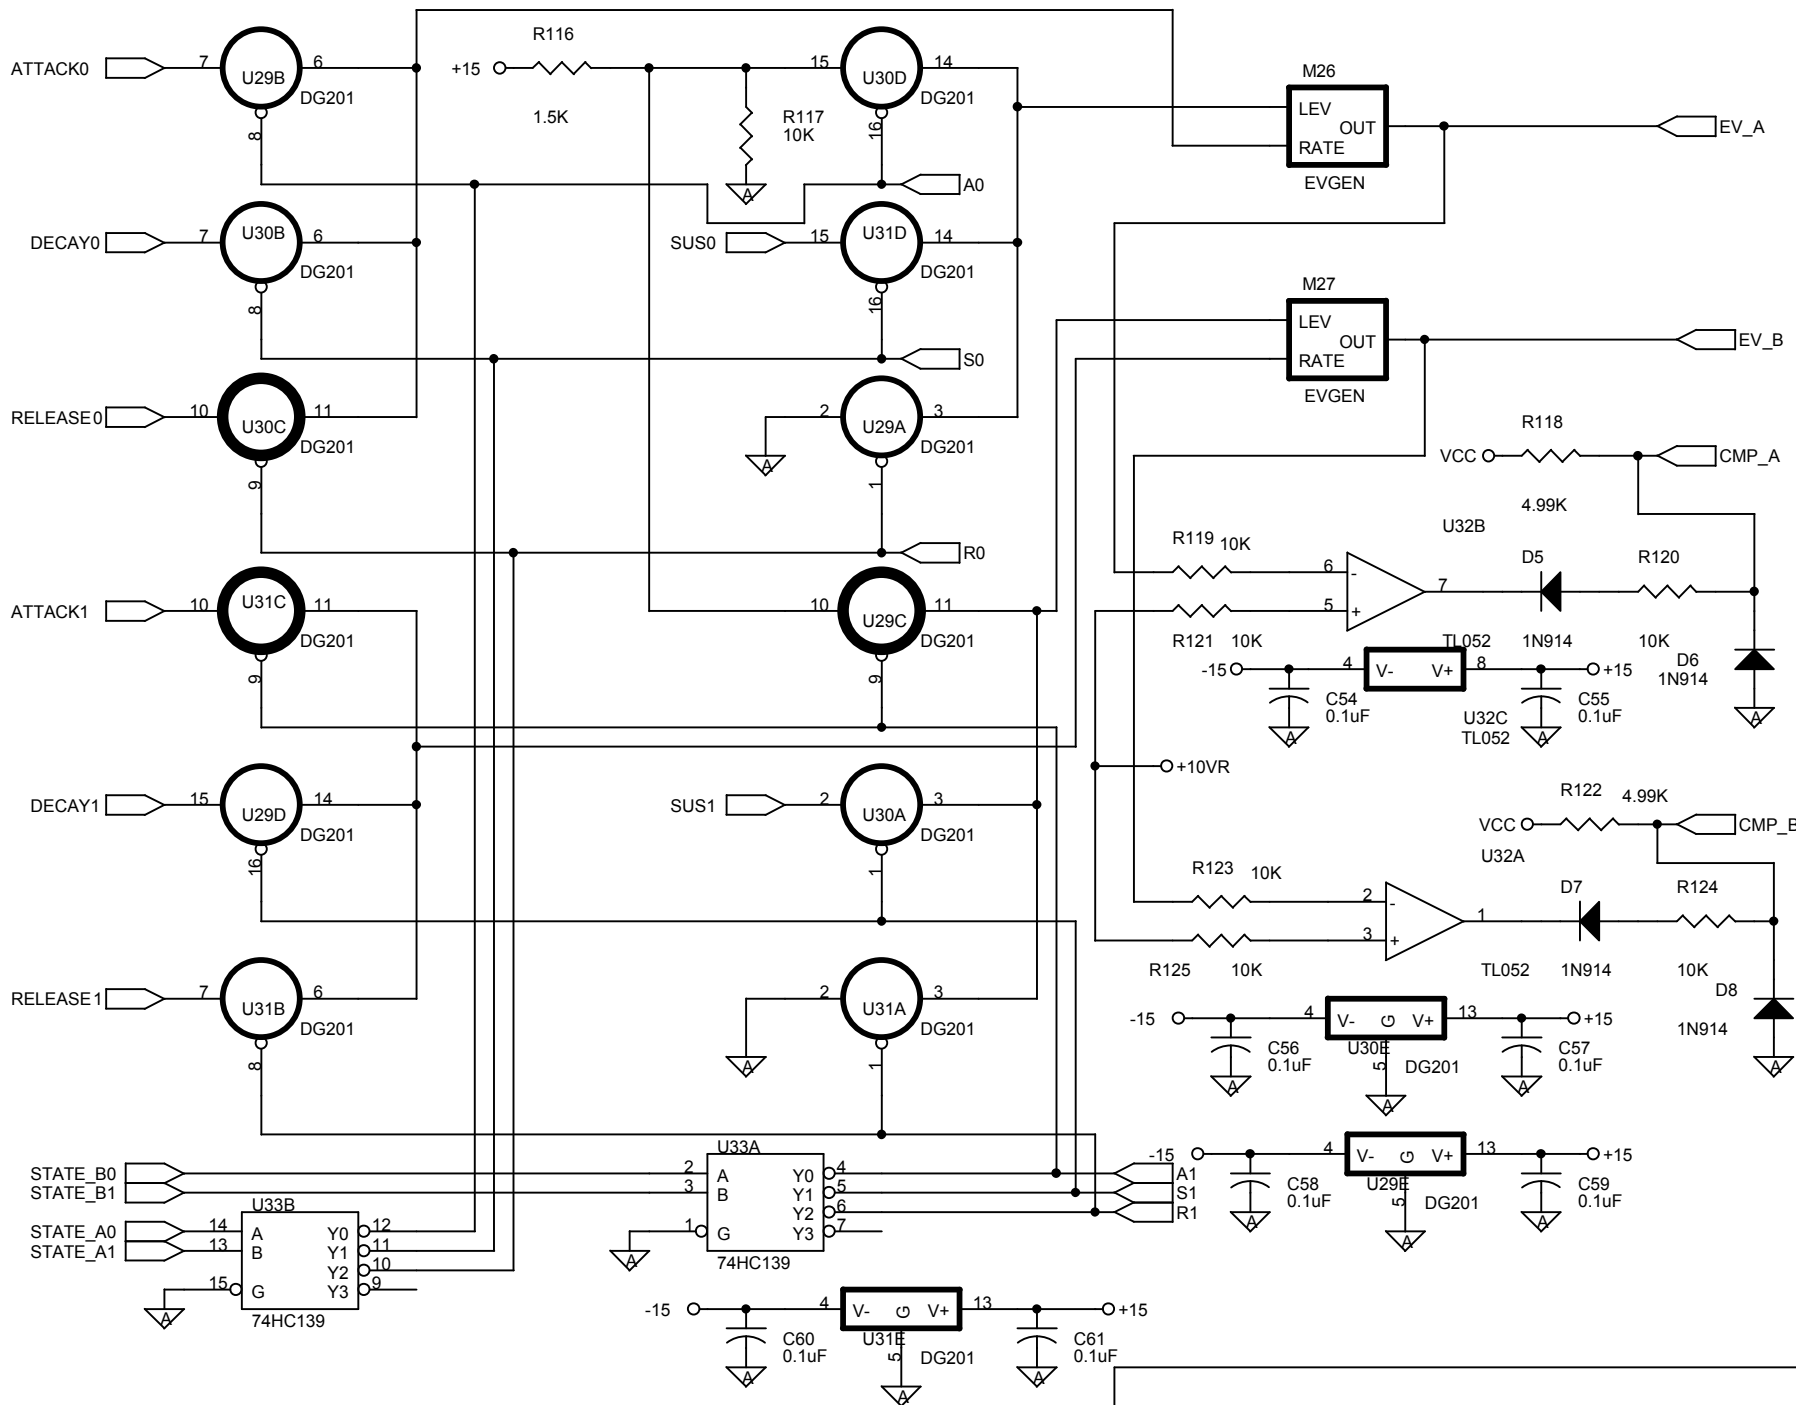 ATTACK0
7
U29B
6
DG201
8
+15
R116
1.5K
R117
10K
A
15
U30D
14
DG201
16
A0
M26
LEV
OUT
RATE
EVGEN
EV_A
DECAY0
7
U30B
6
DG201
8
SUS0
15
U31D
14
DG201
16
S0
M27
LEV
OUT
RATE
EVGEN
EV_B
RELEASE0
10
U30C
11
DG201
9
A
2
U29A
3
DG201
1
R0
R118
VCC
4.99K
CMP_A
U32B
R119
10K
6
-
5
+
7
D5
R120
R121
10K
TL052
1N914
10K
D6
1N914
A
ATTACK1
10
U31C
11
DG201
9
10
U29C
11
DG201
9
-15
4
V-
V+
8
+15
C54
0.1uF
A
U32C
TL052
C55
0.1uF
A
+10VR
DECAY1
15
U29D
14
DG201
16
SUS1
2
U30A
3
DG201
1
R122
4.99K
VCC
CMP_B
U32A
R123
10K
2
-
3
+
1
D7
R124
R125
10K
TL052
1N914
10K
D8
1N914
A
RELEASE1
7
U31B
6
DG201
8
A
2
U31A
3
DG201
1
-15
4
V-
G
V+
13
+15
C56
0.1uF
A
U30E
5
DG201
A
C57
0.1uF
A
STATE_B0
STATE_B1
U33A
2
A
3
B
1
G
Y0
4
Y1
5
Y2
6
Y3
7
74HC139
A
A1
S1
R1
-15
4
V-
G
V+
13
+15
C58
0.1uF
A
U29E
5
DG201
A
C59
0.1uF
A
STATE_A0
STATE_A1
U33B
14
A
13
B
15
G
Y0
12
Y1
11
Y2
10
Y3
9
74HC139
A
-15
4
V-
G
V+
13
+15
C60
0.1uF
A
U31E
5
DG201
A
C61
0.1uF
A